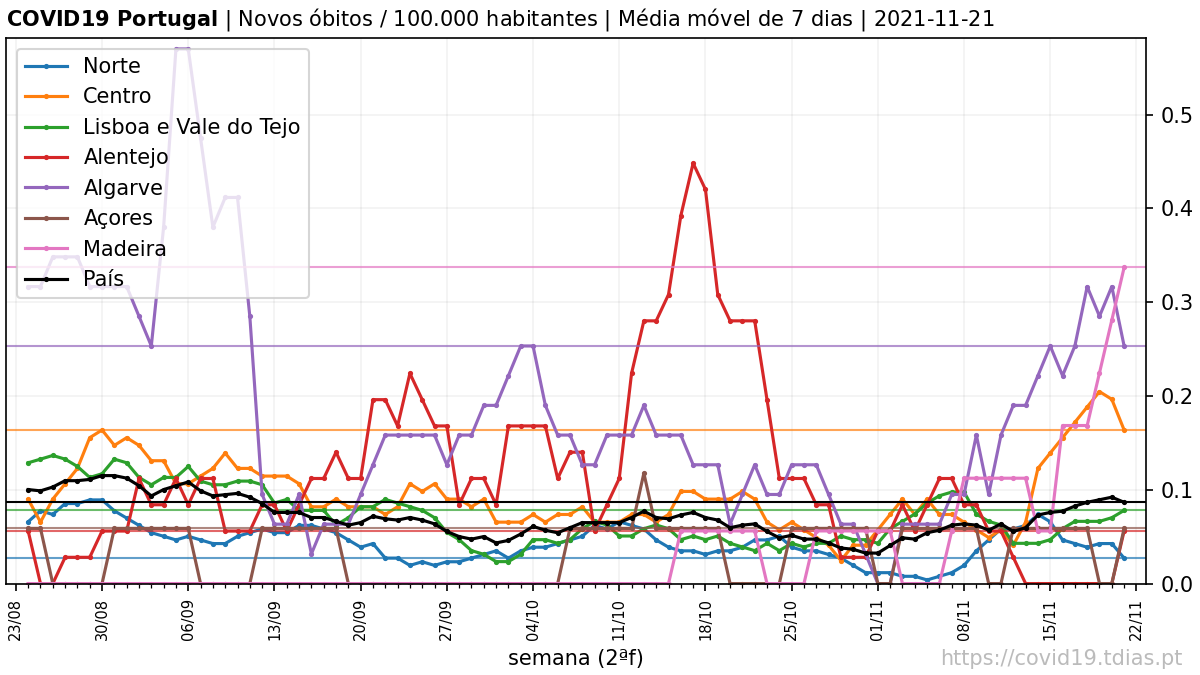 COVID19 Portugal | Novos óbitos / 100.000 habitantes | Média móvel de 7 dias | 2021-11-21
Norte
Centro
Lisboa e Vale do Tejo
Alentejo
Algarve
Açores
Madeira
País
0.5
0.4
0.3
0.2
0.1
0.0
23/08
30/08
06/09
13/09
20/09
27/09
04/10
11/10
18/10
25/10
01/11
08/11
15/11
22/11
semana (2ªf)
https://covid19.tdias.pt